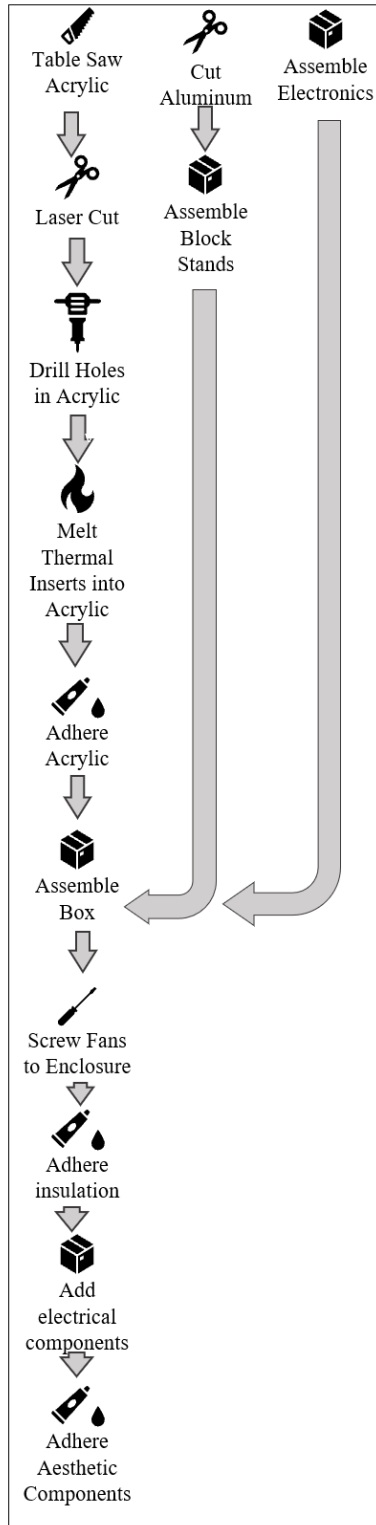 Table Saw
Acrylic
Cut
Aluminum
Assemble
Electronics
Laser Cut
Assemble
Block
Stands
Drill Holes
in Acrylic
Melt
Thermal
Inserts into
Acrylic
Adhere
Acrylic
Assemble
Box
Screw Fans
to Enclosure
Adhere
insulation
Add
electrical
components
Adhere
Aesthetic
Components